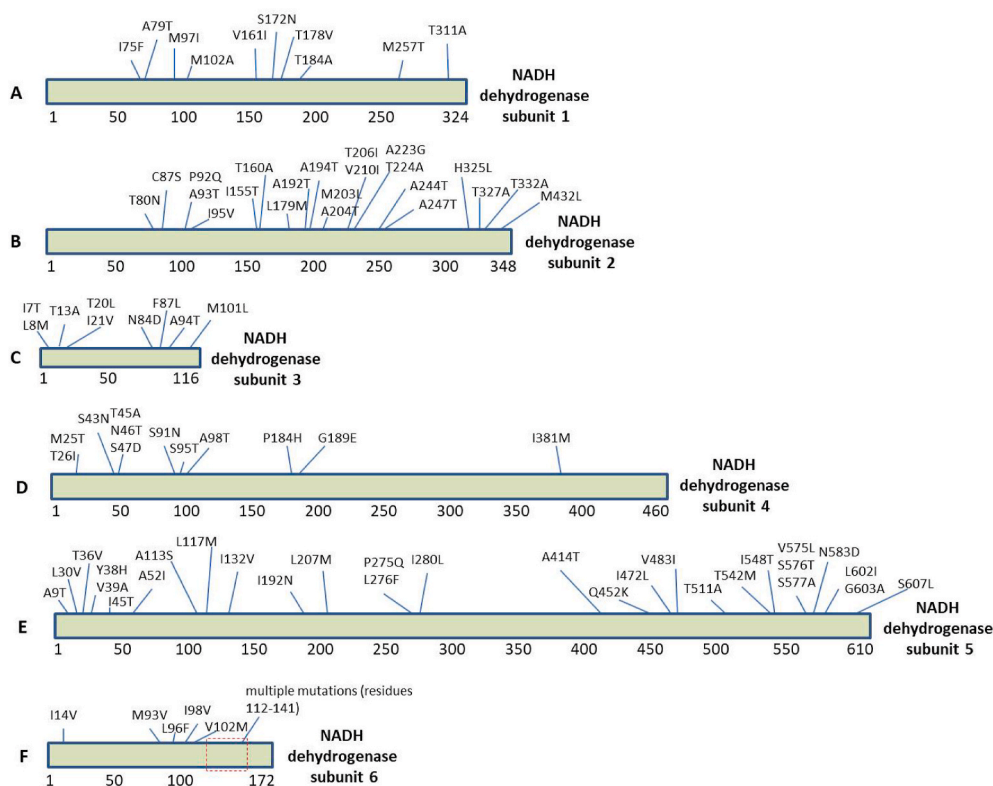 S172N
A79T
V161I
T178V
T311A
I75F
M97I
M257T
M102A
T184A
NADH
A
dehydrogenase
subunit 1
1 50 100 150 200 250 324
T206I A223G
C87S P92Q T160A A194T V210I T224A H325L
A93T I155T A192T M203L A244T T327A T332A
T80N I95V L179M A204T A247T M432L
NADH
B
dehydrogenase
subunit 2
1 50 100 150 200 250 300 348
I7T T13A T20L F87L M101L
L8M I21V N84D A94T
NADH
C
dehydrogenase
subunit 3
1 50 116
S43N T45A
M25T N46T S91N A98T P184H G189E I381M
T26I S47D S95T
NADH
D
dehydrogenase
subunit 4
1 50 100 150 200 250 300 350 400 460
L117M
T36V A113S V575L N583D
L30V Y38H A52I I132V L207M P275Q I280L A414T V483I I548T S576T L602I
A9T V39A I192N L276F Q452K I472L T511A T542M S577A G603A S607L
I45T
NADH
E
dehydrogenase
subunit 5
1 50 100 150 200 250 300 350 400 450 500 550 610
multiple mutations (residues
112-141)
I14V M93V I98V
L96F V102M
NADH
F
dehydrogenase
subunit 6
1 50 100 172